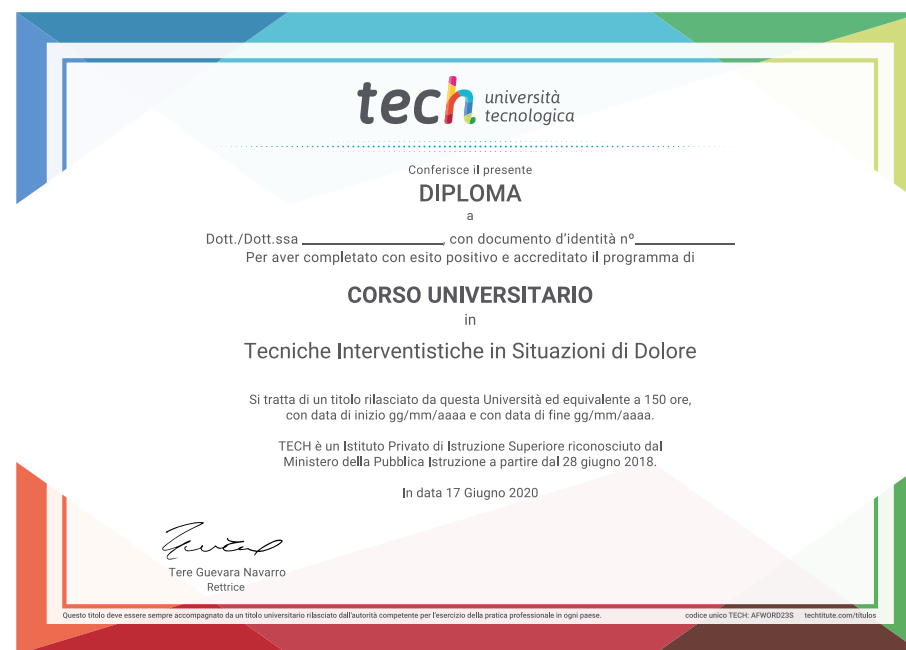 tech università
tecnologica
Conferisce il presente
DIPLOMA
a
Dott./Dott.ssa ____________________, con documento d'identità nº______________
Per aver completato con esito positivo e accreditato il programma di
CORSO UNIVERSITARIO
in
Tecniche Interventistiche in Situazioni di Dolore
Si tratta di un titolo rilasciato da questa Università ed equivalente a 150 ore,
con data di inizio gg/mm/aaaa e con data di fine gg/mm/aaaa.
TECH è un Istituto Privato di Istruzione Superiore riconosciuto dal
Ministero della Pubblica Istruzione a partire dal 28 giugno 2018.
In data 17 Giugno 2020
Tere Guevara Navarro
Rettrice
Questo titolo deve essere sempre accompagnato da un titolo universitario rilasciato dall'autorità competente per l'esercizio della pratica professionale in ogni paese. codice unico TECH: AFWORD23S techtitute.com/titulos